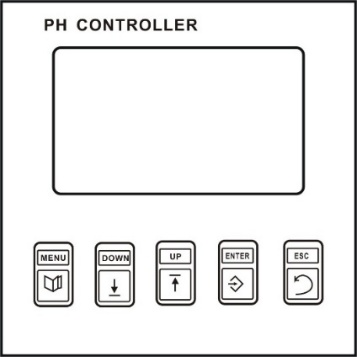 PH CONTROLLER
MENU DOWN UP ENTER ESC